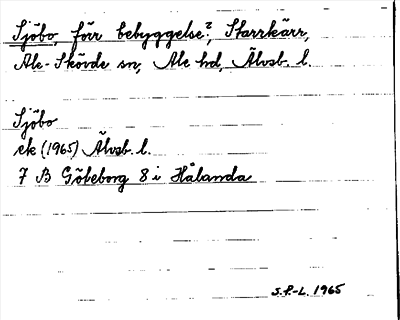 Sjöbo, förr bebyggelse?, Starrkärr,
Ale-Skövde sn, Ale hd, Älvsb. l.
Sjöbo
ek (1965) Älvsb. l.
7 B Göteborg 8 i Hålanda
S.F.-L. 1965